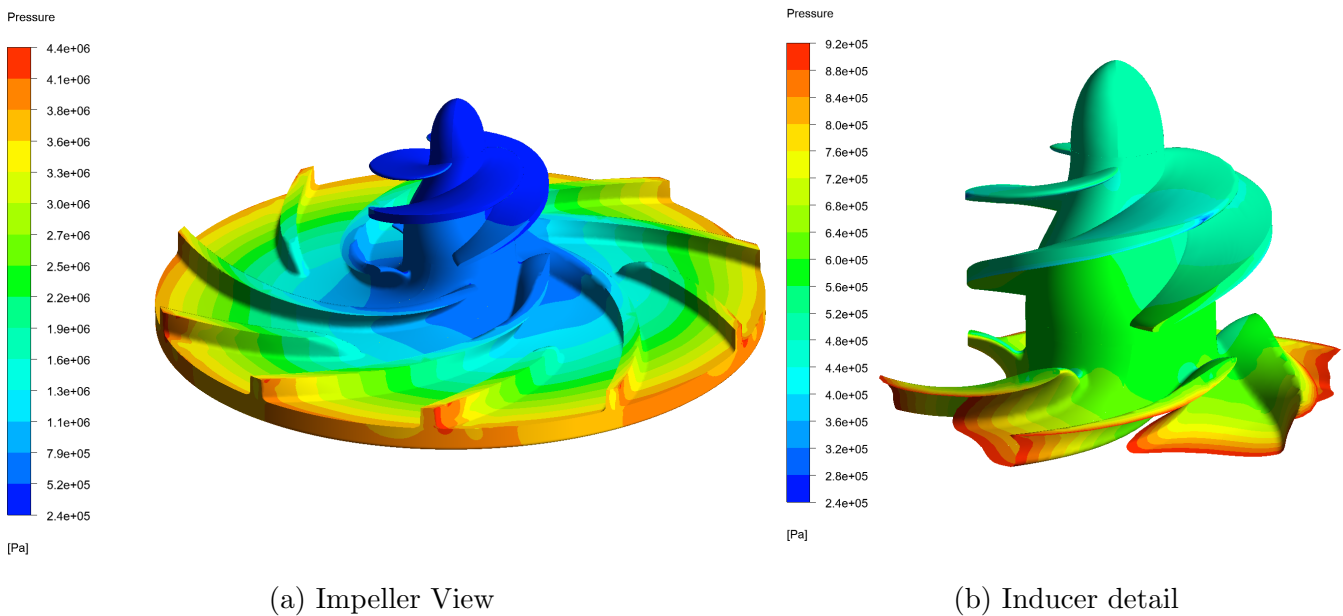 Pressure
4.4e+06
4.1e+06
3.8e+06
3.6e+06
3.3e+06
3.0e+06
2.7e+06
2.5e+06
2.2e+06
1.9e+06
1.6e+06
1.3e+06
1.1e+06
7.9e+05
5.2e+05
2.4e+05
[Pa]
(a) Impeller View
Pressure
9.2e+05
8.8e+05
8.4e+05
8.0e+05
7.6e+05
7.2e+05
6.8e+05
6.4e+05
6.0e+05
5.6e+05
5.2e+05
4.8e+05
4.4e+05
4.0e+05
3.6e+05
3.2e+05
2.8e+05
2.4e+05
[Pa]
(b) Inducer detail